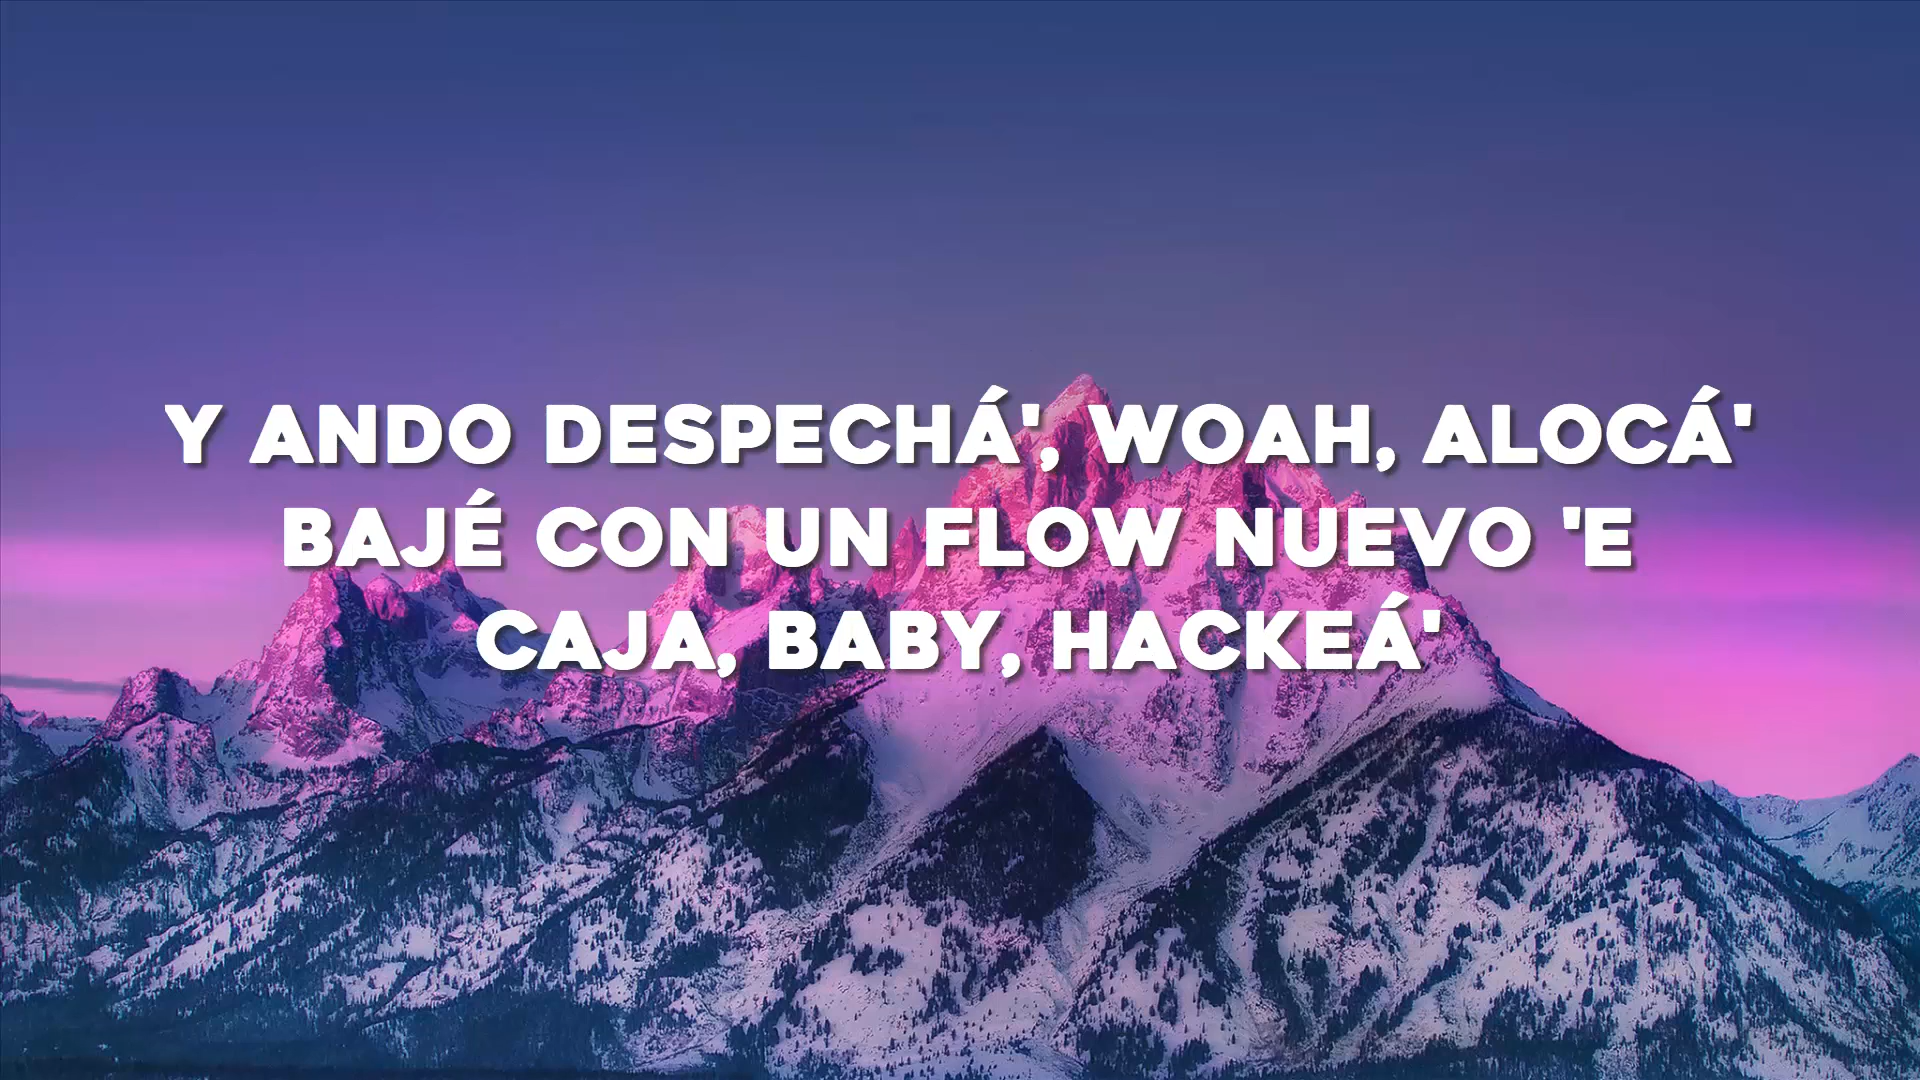 Y ANDO DESPECHÁ', WOAH, ALOCÁ'
BAJÉ CON UN FLOW NUEVO 'E
CAJA, BABY, HACKEÁ'